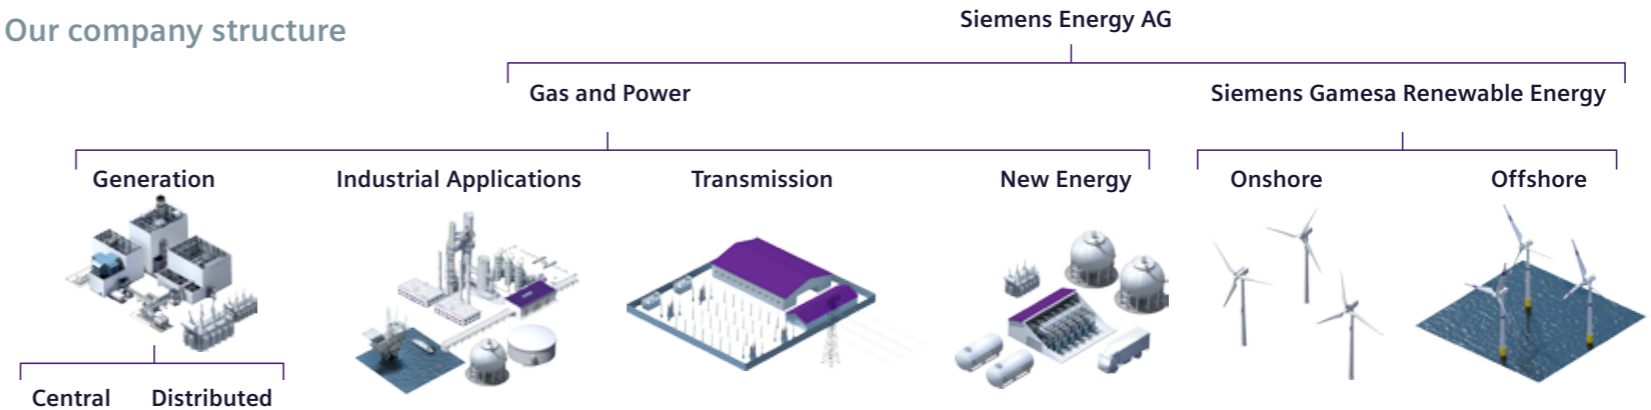 Our company structure
Siemens Energy AG
Gas and Power
Siemens Gamesa Renewable Energy
Generation
Industrial Applications
Transmission
New Energy
Onshore
Offshore
Central
Distributed